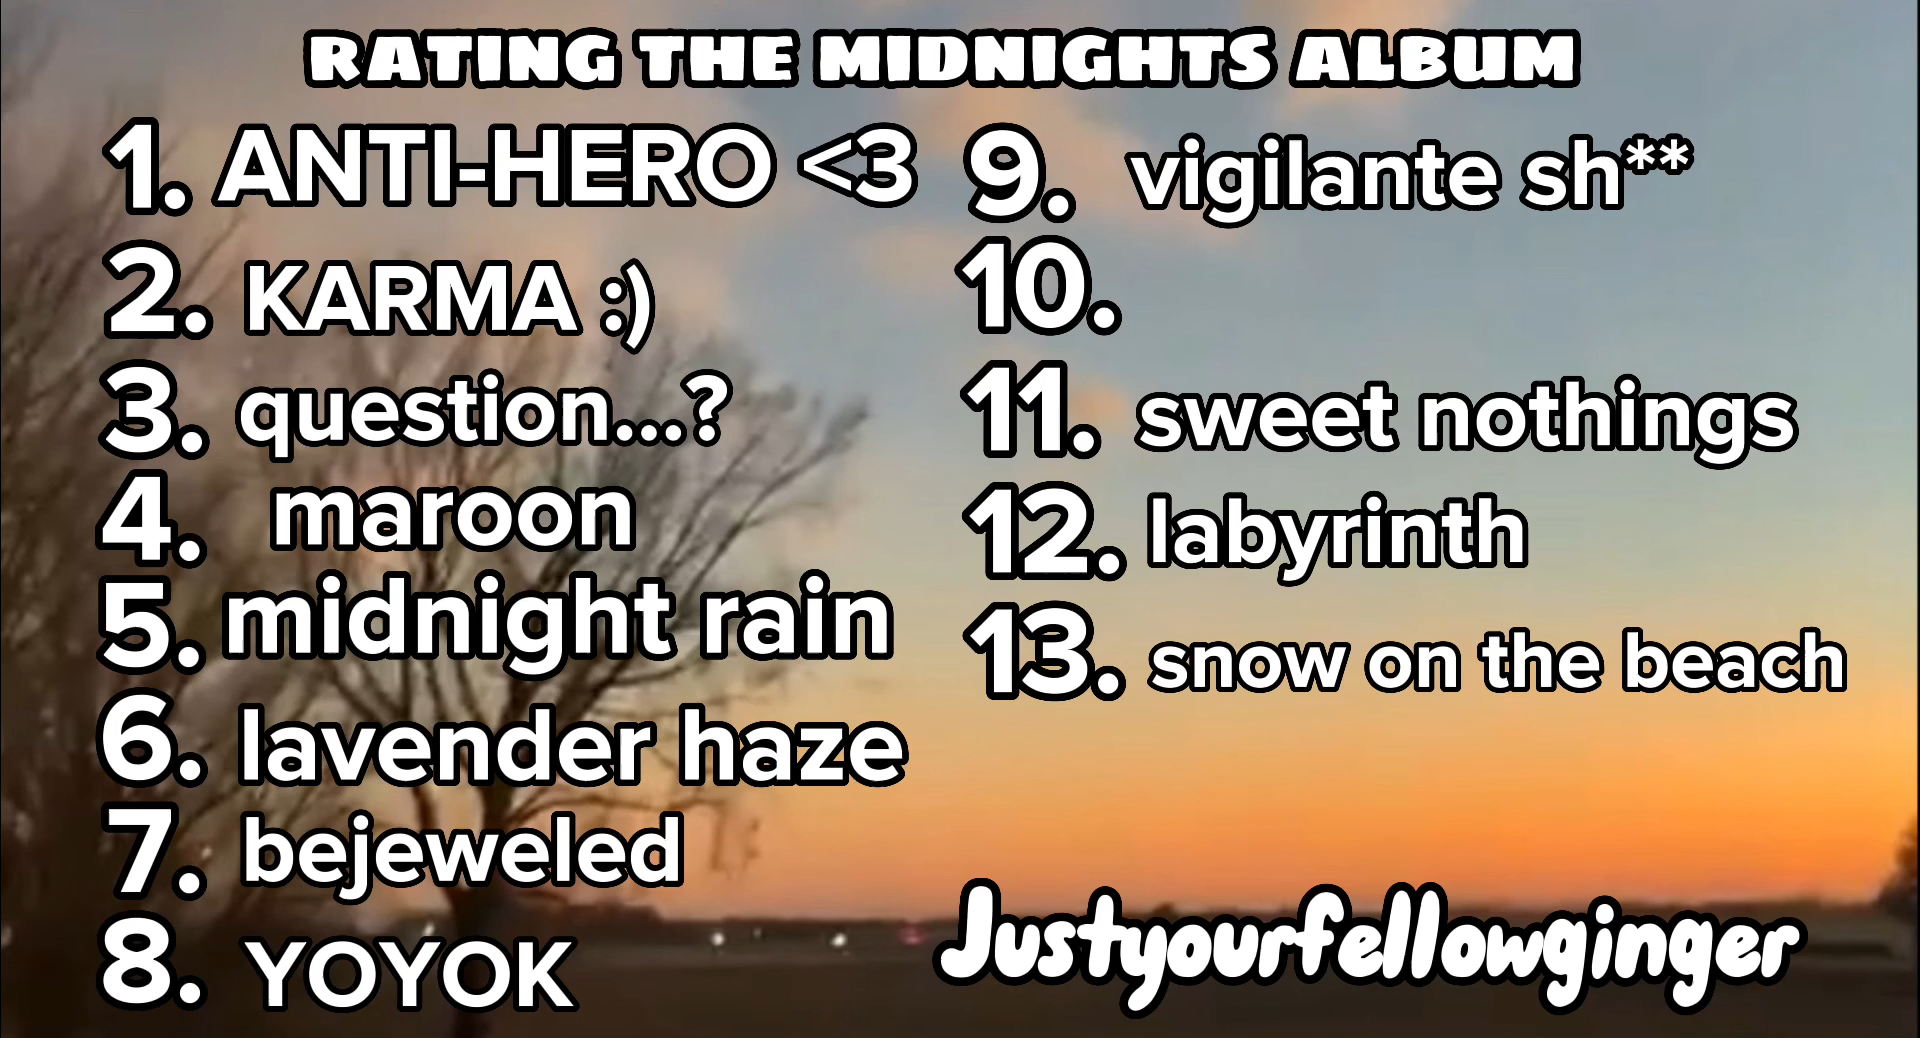 RATING THE MIDNIGHTS ALBUM
1. ANTI-HERO <3
2. KARMA :)
3. question...?
4. maroon
5. midnight rain
6. lavender haze
7. bejeweled
8. YOYOK
9. vigilante sh**
10.
11. sweet nothings
12. labyrinth
13. snow on the beach
Justyourfellowginger